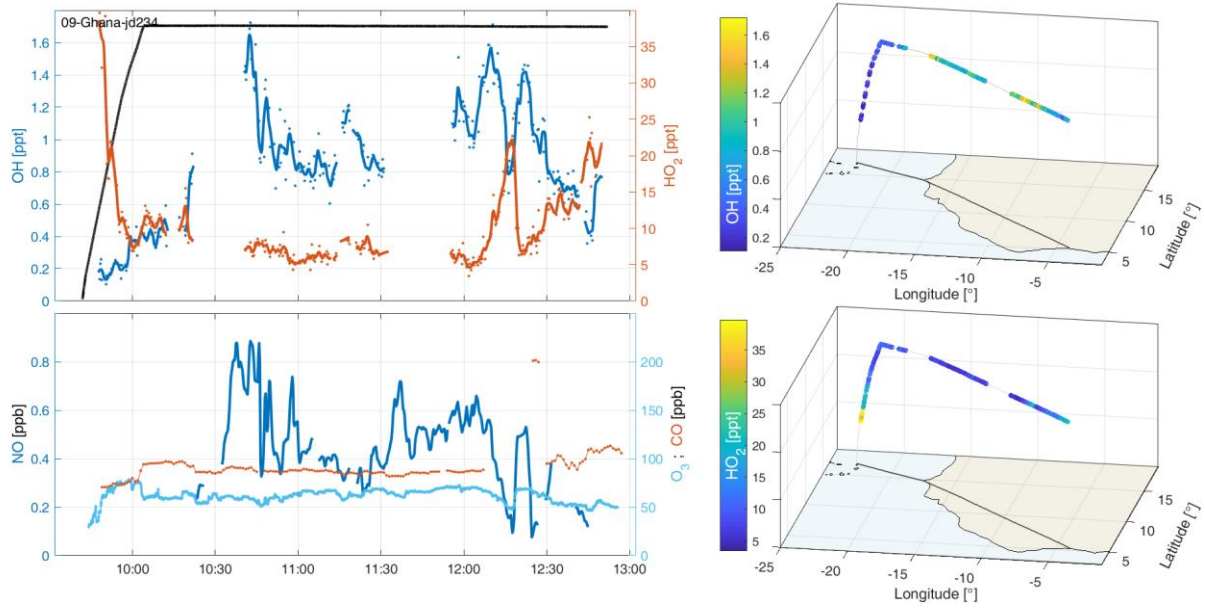 09-Ghana-jd234
OH [ppt]
1.6
1.4
1.2
1
0.8
0.6
0.4
0.2
0
HO2 [ppt]
35
30
25
20
15
10
5
0
NO [ppb]
0.8
0.6
0.4
0.2
0
O3 : CO [ppb]
200
150
100
50
0
10:00 10:30 11:00 11:30 12:00 12:30 13:00
OH [ppt]
1.6
1.4
1.2
1
0.8
0.6
0.4
0.2
-25 -20 -15 -10 -5
Longitude [°]
5 10 15
Latitude [°]
HO2 [ppt]
35
30
25
20
15
10
5
-25 -20 -15 -10 -5
Longitude [°]
5 10 15
Latitude [°]